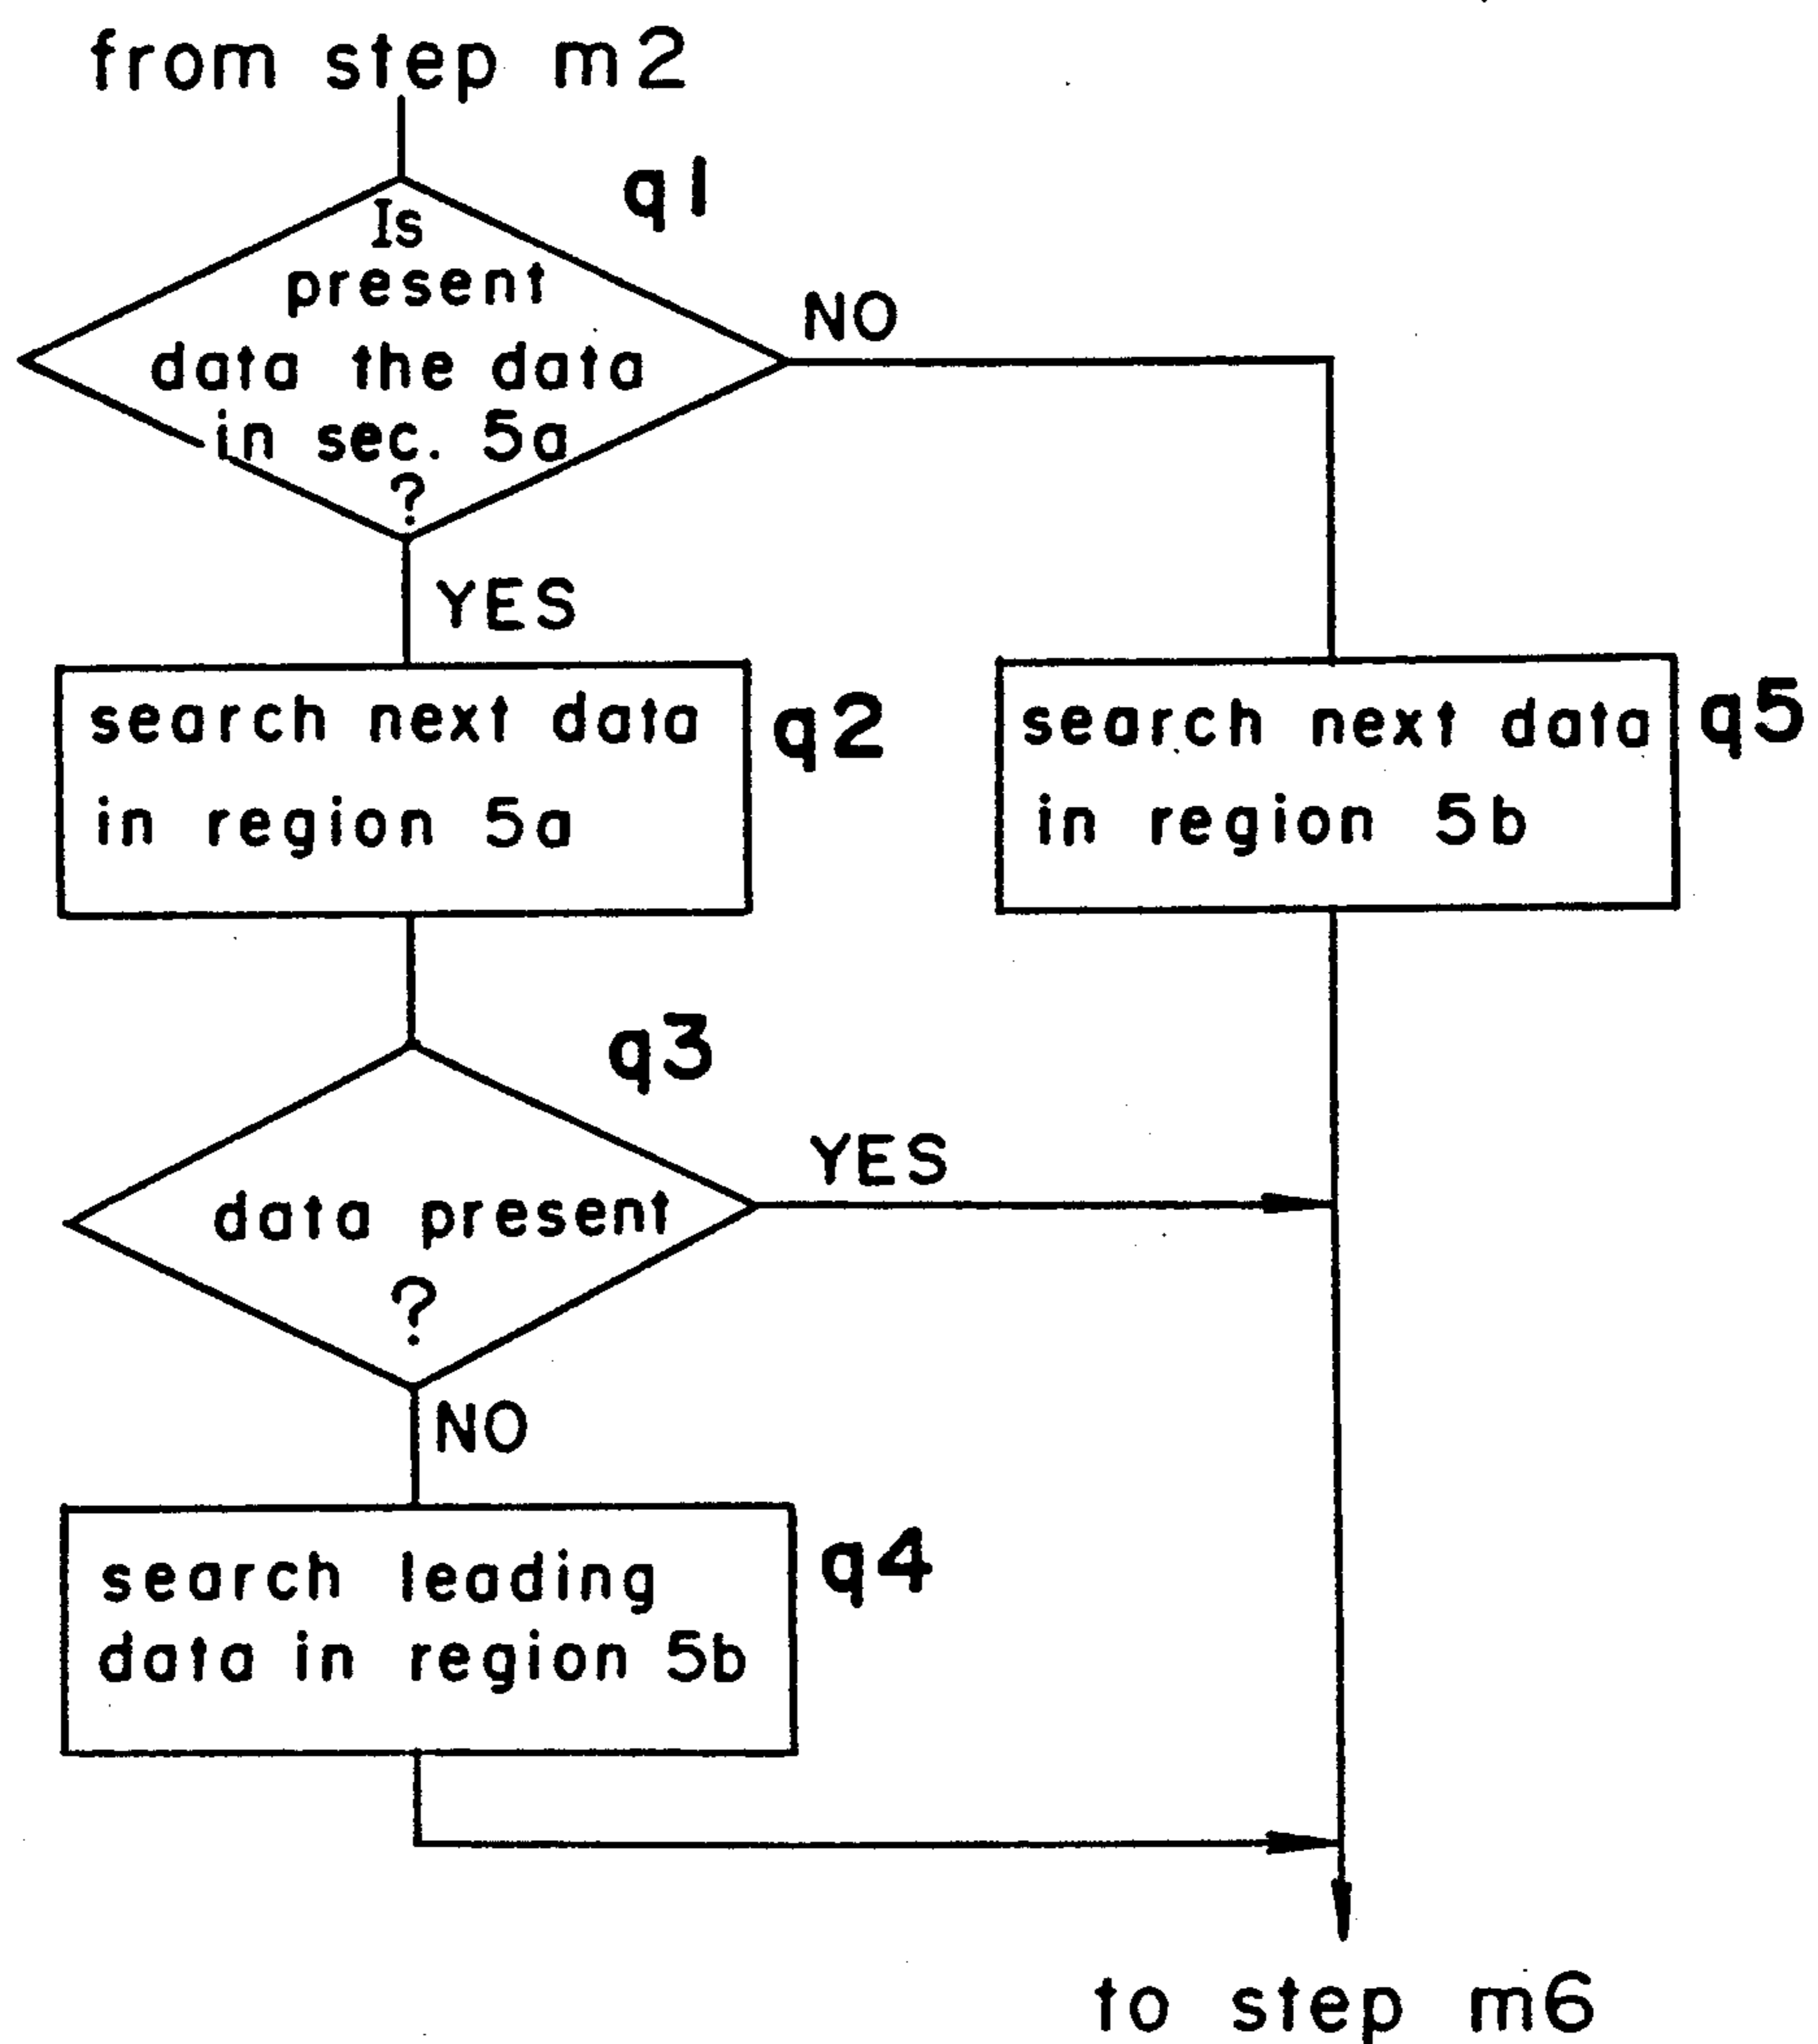 from step m2
q1
Is
present
data the data
in sec. 5a
?
NO
YES
search next data
in region 5a
q2
search next data
in region 5b
q5
q3
data present
?
YES
NO
search leading
data in region 5b
q4
to step m6